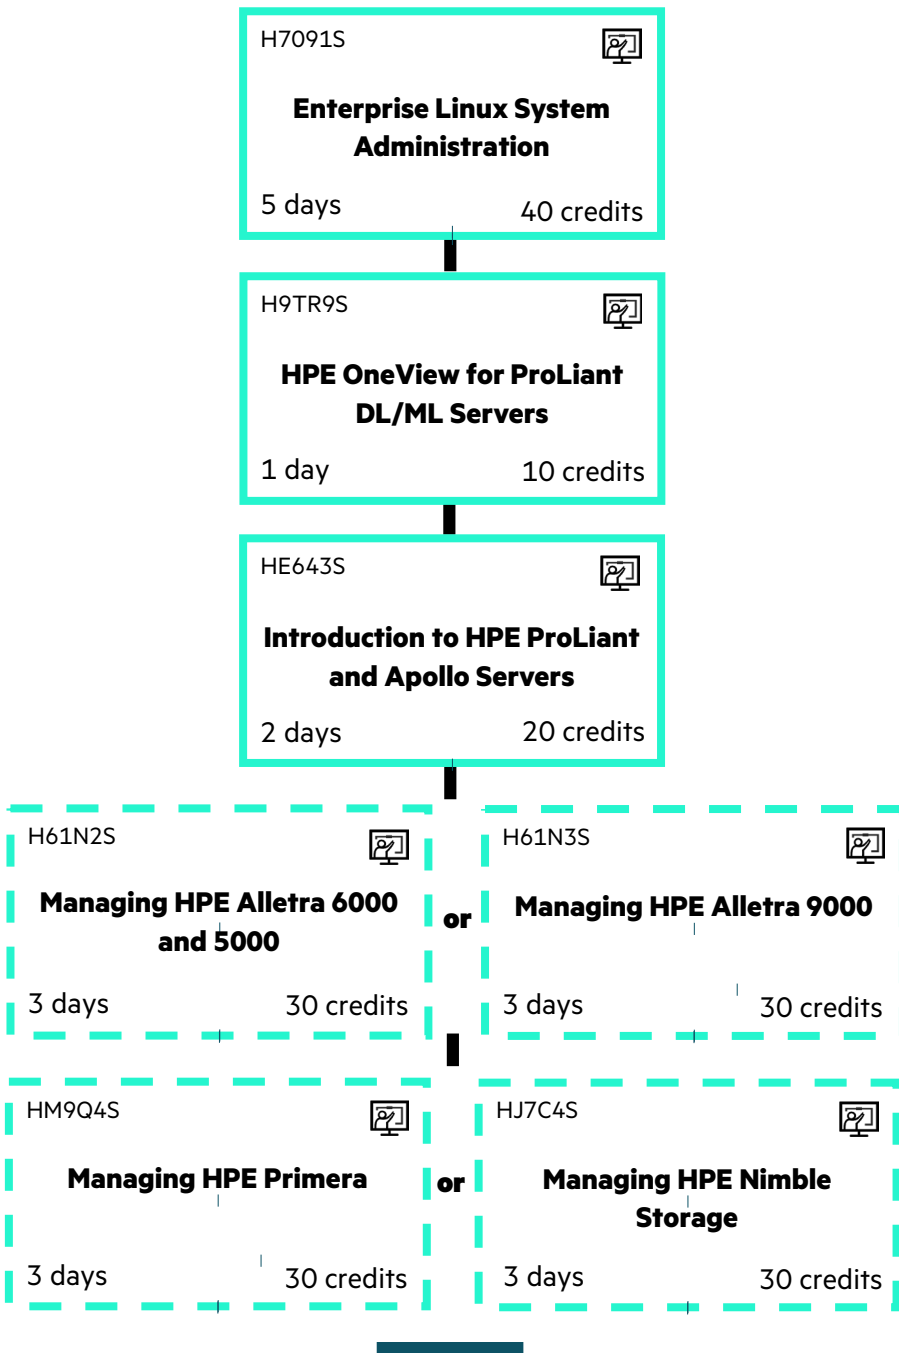 H7091S
Enterprise Linux System
Administration
5 days
40 credits
H9TR9S
HPE OneView for ProLiant
DL/ML Servers
1 day
10 credits
HE643S
Introduction to HPE ProLiant
and Apollo Servers
2 days
20 credits
H61N2S
Managing HPE Alletra 6000
and 5000
3 days
30 credits
or
H61N3S
Managing HPE Alletra 9000
3 days
30 credits
HM9Q4S
Managing HPE Primera
3 days
30 credits
or
HJ7C4S
Managing HPE Nimble
Storage
3 days
30 credits